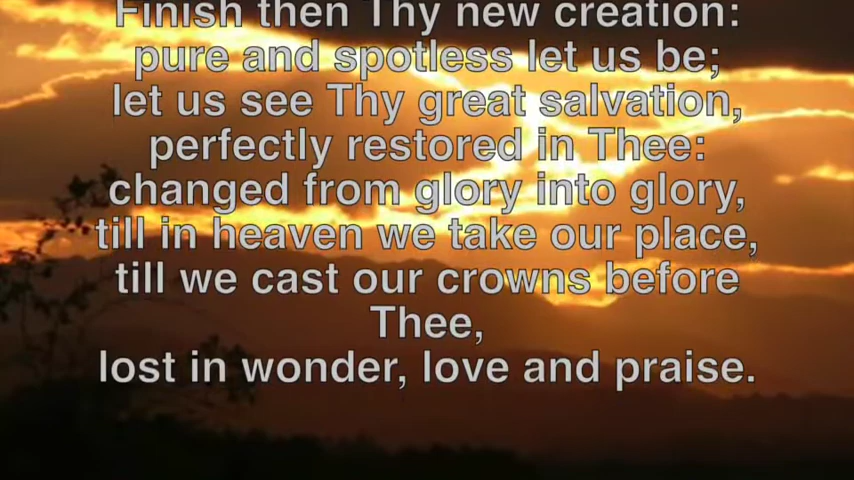 Finish then Thy new creation:
pure and spotless let us be;
let us see Thy great salvation,
perfectly restored in Thee:
changed from glory into glory,
till in heaven we take our place,
till we cast our crowns before
Thee,
lost in wonder, love and praise.